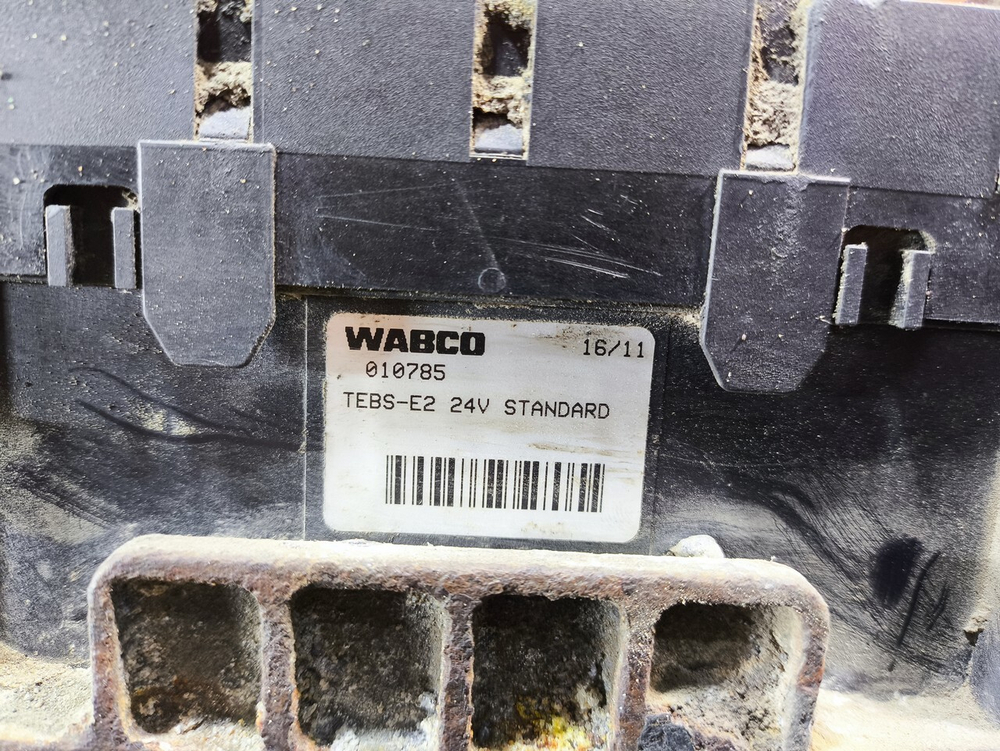 WABCO 16/11
010785
TEBS-E2 24V STANDARD